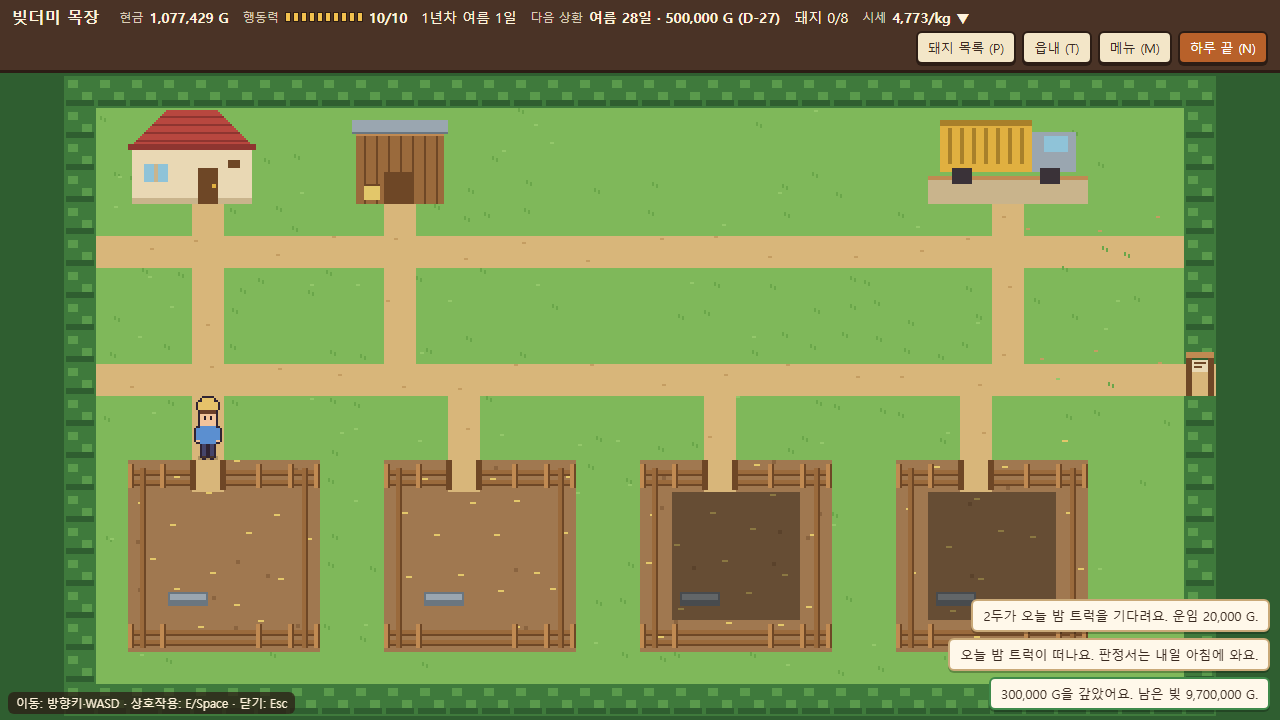 빚더미 목장 현금 1,077,429 G 행동력 10/10 1년차 여름 1일 다음 상환 여름 28일 · 500,000 G (D-27) 돼지 0/8 시세 4,773/kg ▼
돼지 목록 (P) 읍내 (T) 메뉴 (M) 하루 끝 (N)
2두가 오늘 밤 트럭을 기다려요. 운임 20,000 G.
오늘 밤 트럭이 떠나요. 판정서는 내일 아침에 와요.
300,000 G을 갚았어요. 남은 빚 9,700,000 G.
이동: 방향키·WASD · 상호작용: E/Space · 닫기: Esc